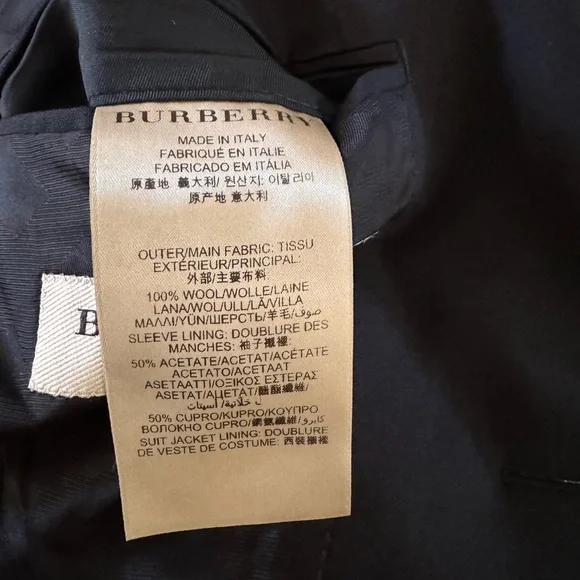 BURBERRY
MADE IN ITALY
FABRIQUÉ EN ITALIE
FABRICADO EM ITÁLIA
原產地 義大利/ 원산지: 이탈리아
原产地 意大利
OUTER/MAIN FABRIC: TISSU
EXTÉRIEUR/PRINCIPAL:
外部/主要布料
100% WOOL/WOLLE/LAINE
LANA/WOL/ULL/LÃ/VILLA
ΜΑΛΛΙ/YÜN/ШЕРСТЬ/羊毛/صوف
SLEEVE LINING: DOUBLURE DES
MANCHES: 袖子襯裡
50% ACETATE/ACETAT/ACÉTATE
ACETATO/ACETAAT
ASETAATTI/ΟΞΙΚΟΣ ΕΣΤΕΡΑΣ
ASETAT/АЦЕТАТ/醋酯纖維/
خلاتية/أسيتات
50% CUPRO/KUPRO/ΚΟΥΠΡΟ
ВОЛОКНО CUPRO/銅氨纖維/كابرو
SUIT JACKET LINING: DOUBLURE
DE VESTE DE COSTUME: 西裝襯裡
B